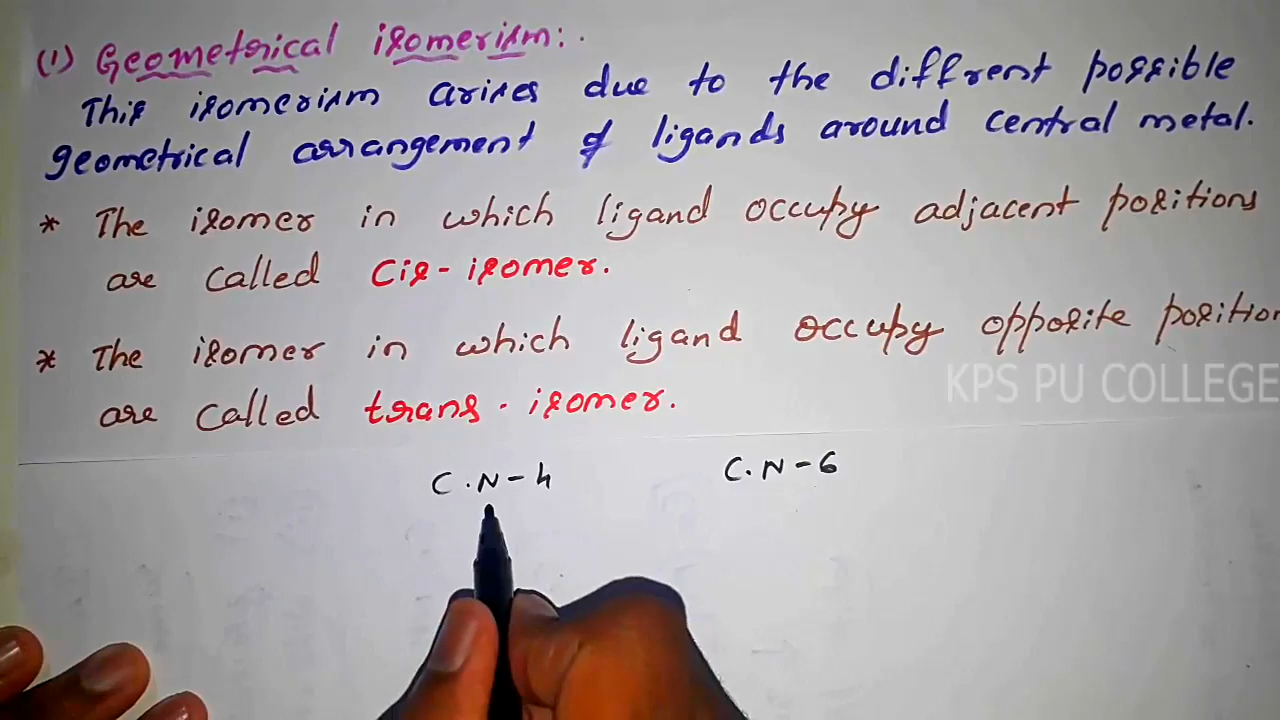 (1) Geometrical isomerism:.
This isomerism arises due to the diffrent possible
geometrical arrangement of ligands around central metal.
* The isomer in which ligand occupy adjacent positions
are called Cis-isomer.
* The isomer in which ligand occupy opposite position
are called trans-isomer.
KPS PU COLLEGE
C.N-4 C.N-6